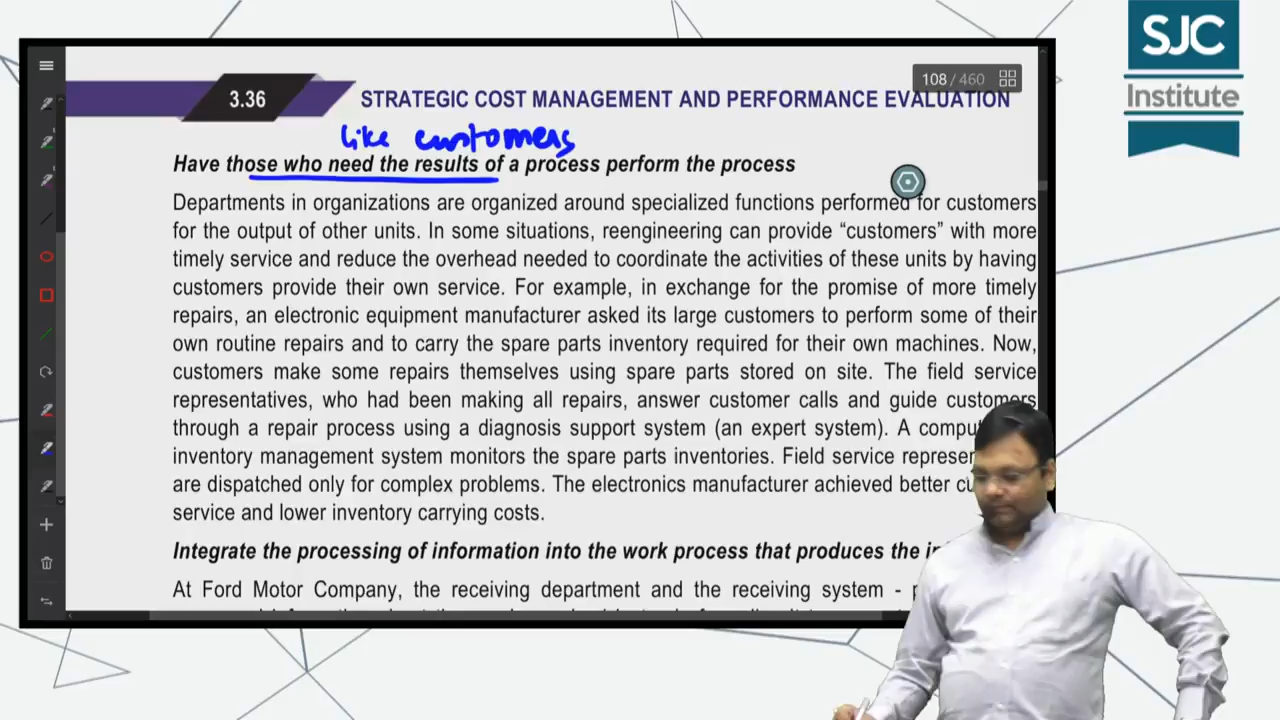 SJC
Institute
108 / 460
3.36
STRATEGIC COST MANAGEMENT AND PERFORMANCE EVALUATION
like customers
Have those who need the results of a process perform the process
Departments in organizations are organized around specialized functions performed for customers
for the output of other units. In some situations, reengineering can provide “customers” with more
timely service and reduce the overhead needed to coordinate the activities of these units by having
customers provide their own service. For example, in exchange for the promise of more timely
repairs, an electronic equipment manufacturer asked its large customers to perform some of their
own routine repairs and to carry the spare parts inventory required for their own machines. Now,
customers make some repairs themselves using spare parts stored on site. The field service
representatives, who had been making all repairs, answer customer calls and guide customers
through a repair process using a diagnosis support system (an expert system). A
inventory management system monitors the spare parts inventories. Field service
are dispatched only for complex problems. The electronics manufacturer achieved better
service and lower inventory carrying costs.
Integrate the processing of information into the work process that produces the
At Ford Motor Company, the receiving department and the receiving system -